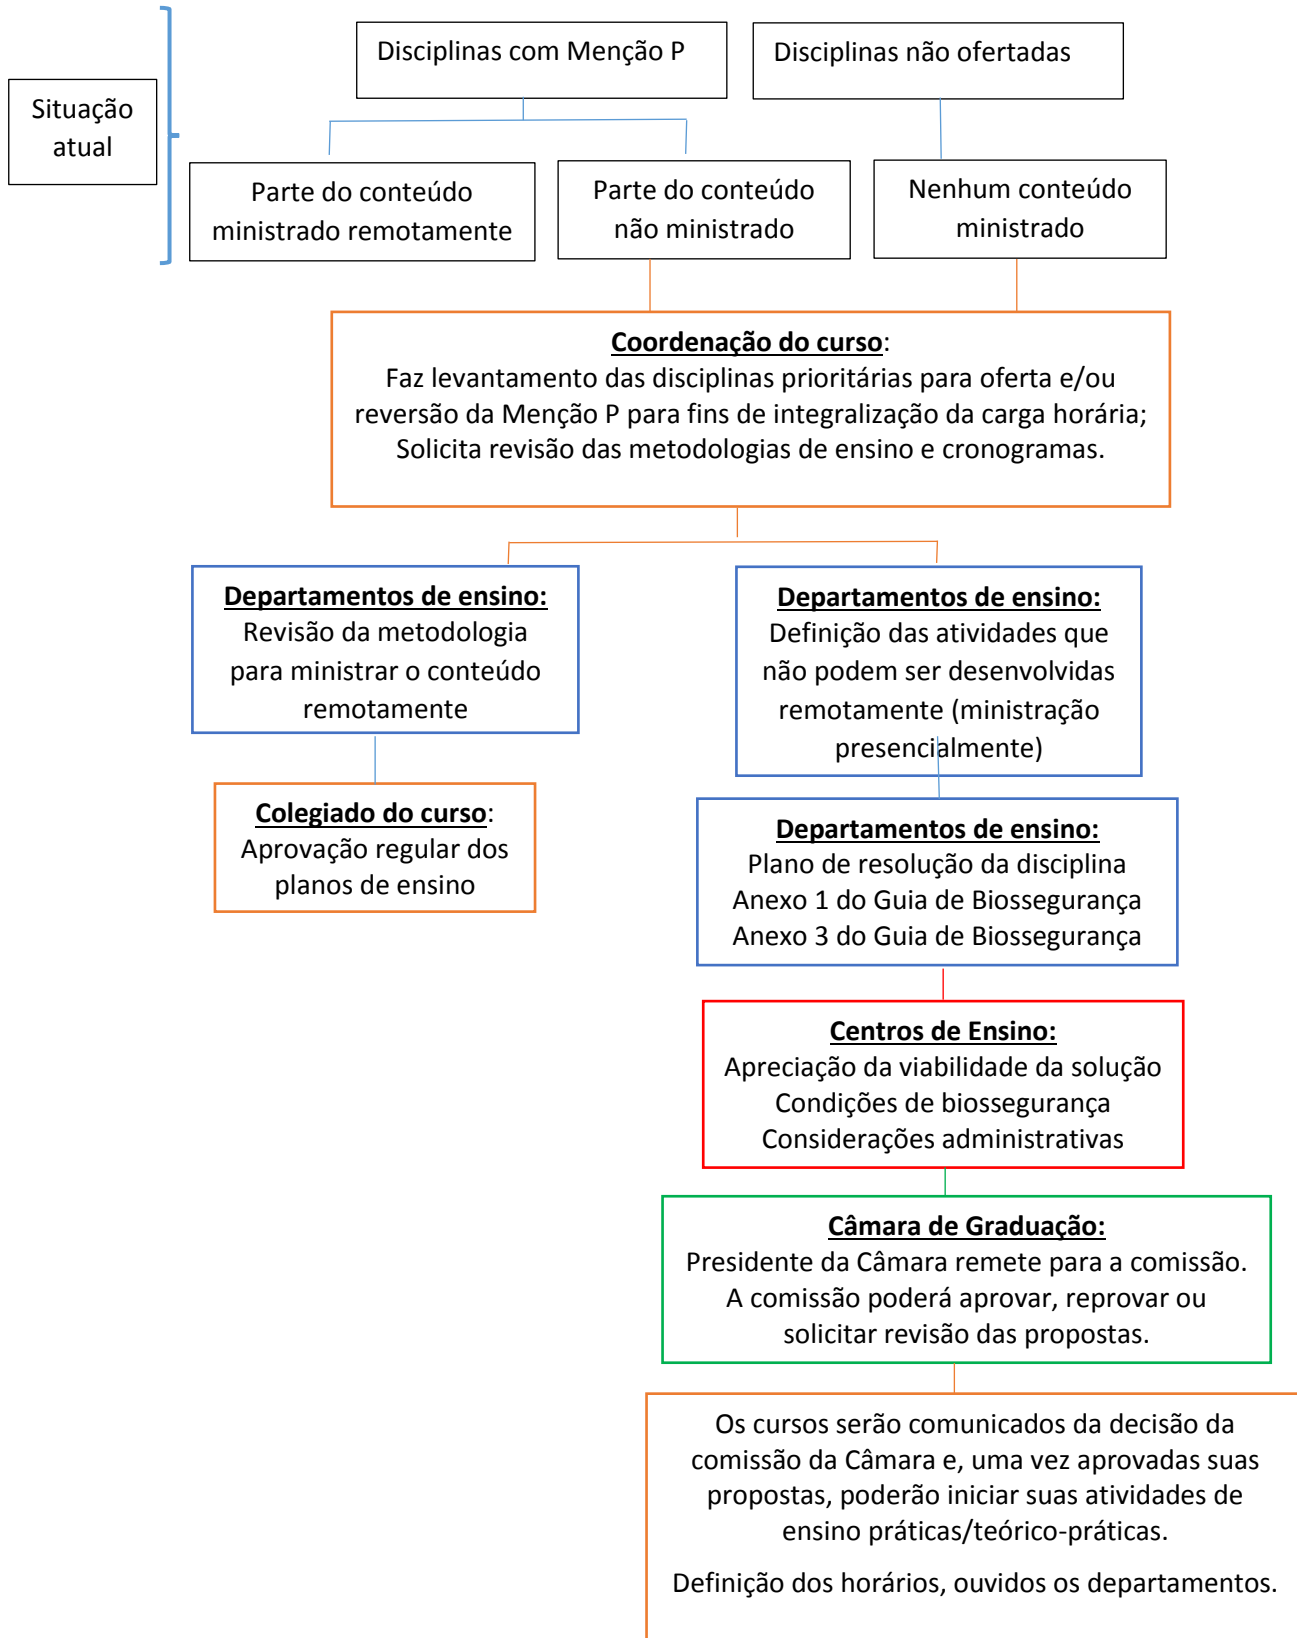 Situação
atual
Disciplinas com Menção P
Disciplinas não ofertadas
Parte do conteúdo
ministrado remotamente
Parte do conteúdo
não ministrado
Nenhum conteúdo
ministrado
Coordenação do curso:
Faz levantamento das disciplinas prioritárias para oferta e/ou
reversão da Menção P para fins de integralização da carga horária;
Solicita revisão das metodologias de ensino e cronogramas.
Departamentos de ensino:
Revisão da metodologia
para ministrar o conteúdo
remotamente
Departamentos de ensino:
Definição das atividades que
não podem ser desenvolvidas
remotamente (ministração
presencialmente)
Colegiado do curso:
Aprovação regular dos
planos de ensino
Departamentos de ensino:
Plano de resolução da disciplina
Anexo 1 do Guia de Biossegurança
Anexo 3 do Guia de Biossegurança
Centros de Ensino:
Apreciação da viabilidade da solução
Condições de biossegurança
Considerações administrativas
Câmara de Graduação:
Presidente da Câmara remete para a comissão.
A comissão poderá aprovar, reprovar ou
solicitar revisão das propostas.
Os cursos serão comunicados da decisão da
comissão da Câmara e, uma vez aprovadas suas
propostas, poderão iniciar suas atividades de
ensino práticas/teórico-práticas.
Definição dos horários, ouvidos os departamentos.